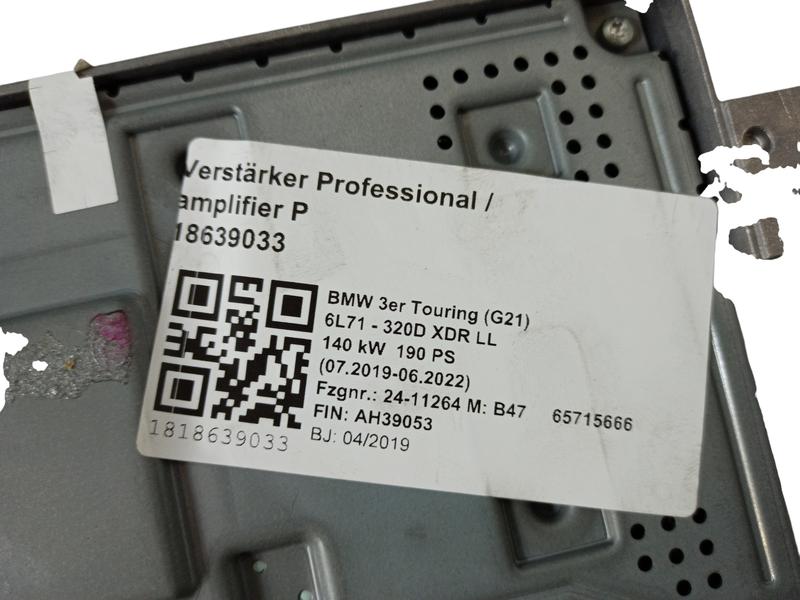 Verstärker Professional /
amplifier P
18639033
BMW 3er Touring (G21)
6L71 - 320D XDR LL
140 kW 190 PS
(07.2019-06.2022)
Fzgnr.: 24-11264 M: B47 65715666
FIN: AH39053
BJ: 04/2019
1818639033